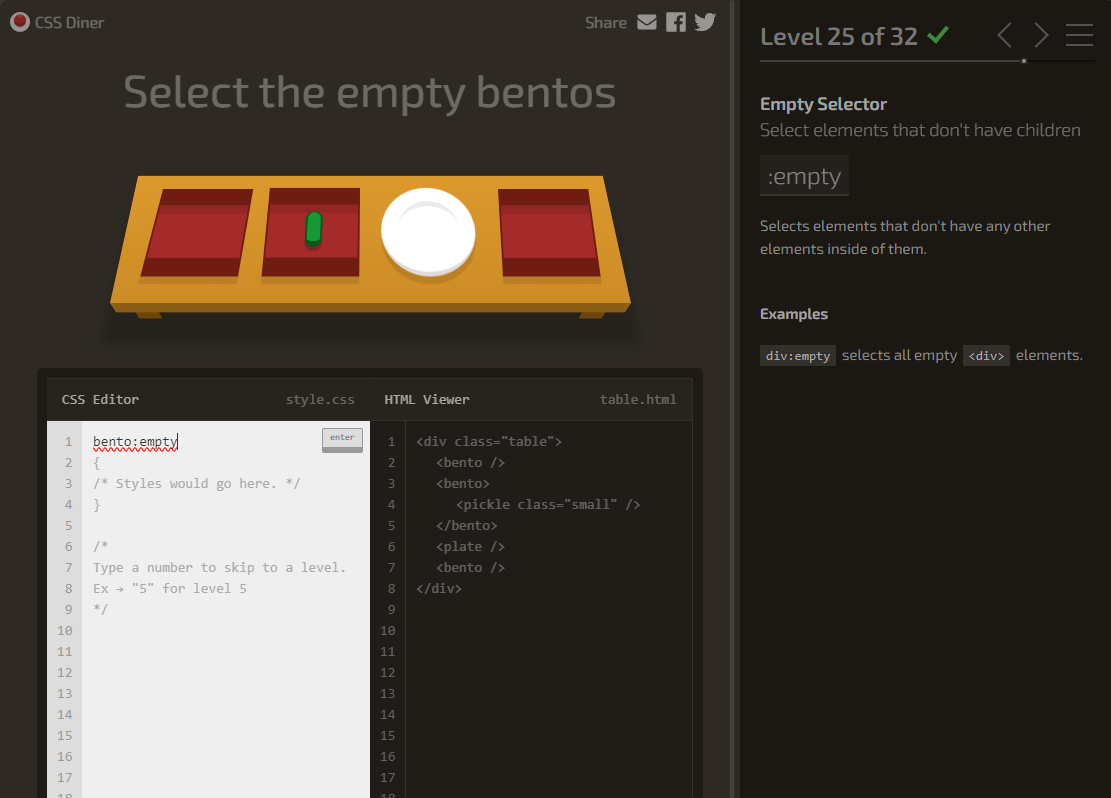 CSS Diner
Share
Select the empty bentos
CSS Editor
style.css
HTML Viewer
table.html
1 bento:empty
enter
2 {
3 /* Styles would go here. */
4 }
5
6 /*
7 Type a number to skip to a level.
8 Ex → "5" for level 5
9 */
10
11
12
13
14
15
16
17
18
1 <div class="table">
2 <bento />
3 <bento>
4 <pickle class="small" />
5 </bento>
6 <plate />
7 <bento />
8 </div>
9
10
11
12
13
14
15
16
17
18
Level 25 of 32
Empty Selector
Select elements that don't have children
:empty
Selects elements that don't have any other
elements inside of them.
Examples
div:empty selects all empty <div> elements.